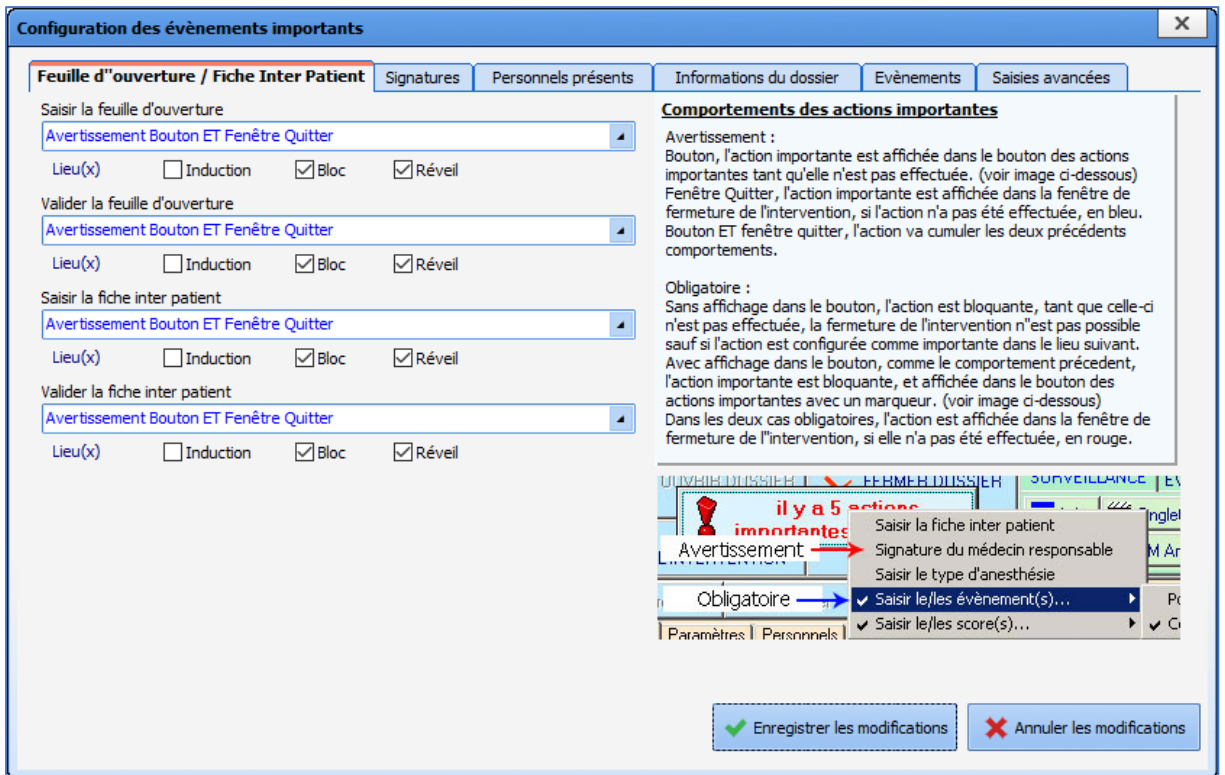 Configuration des évènements importants
Feuille d''ouverture / Fiche Inter Patient
Signatures
Personnels présents
Informations du dossier
Evènements
Saisies avancées
Saisir la feuille d'ouverture
Avertissement Bouton ET Fenêtre Quitter
Lieu(x) Induction Bloc Réveil
Valider la feuille d'ouverture
Avertissement Bouton ET Fenêtre Quitter
Lieu(x) Induction Bloc Réveil
Saisir la fiche inter patient
Avertissement Bouton ET Fenêtre Quitter
Lieu(x) Induction Bloc Réveil
Valider la fiche inter patient
Avertissement Bouton ET Fenêtre Quitter
Lieu(x) Induction Bloc Réveil
Comportements des actions importantes
Avertissement :
Bouton, l'action importante est affichée dans le bouton des actions
importantes tant qu'elle n'est pas effectuée. (voir image ci-dessous)
Fenêtre Quitter, l'action importante est affichée dans la fenêtre de
fermeture de l'intervention, si l'action n'a pas été effectuée, en bleu.
Bouton ET fenêtre quitter, l'action va cumuler les deux précédents
comportements.
Obligatoire :
Sans affichage dans le bouton, l'action est bloquante, tant que celle-ci
n'est pas effectuée, la fermeture de l'intervention n''est pas possible
sauf si l'action est configurée comme importante dans le lieu suivant.
Avec affichage dans le bouton, comme le comportement précedent,
l'action importante est bloquante, et affichée dans le bouton des
actions importantes avec un marqueur. (voir image ci-dessous)
Dans les deux cas obligatoires, l'action est affichée dans la fenêtre de
fermeture de l''intervention, si elle n'a pas été effectuée, en rouge.
OUVRIR DOSSIER
FERMER DOSSIER
SURVEILLANCE
il y a 5 actions
importantes
Saisir la fiche inter patient
Avertissement
Signature du médecin responsable
Saisir le type d'anesthésie
Obligatoire
Saisir le/les évènement(s)...
Saisir le/les score(s)...
Paramètres
Personnels
Enregistrer les modifications
Annuler les modifications